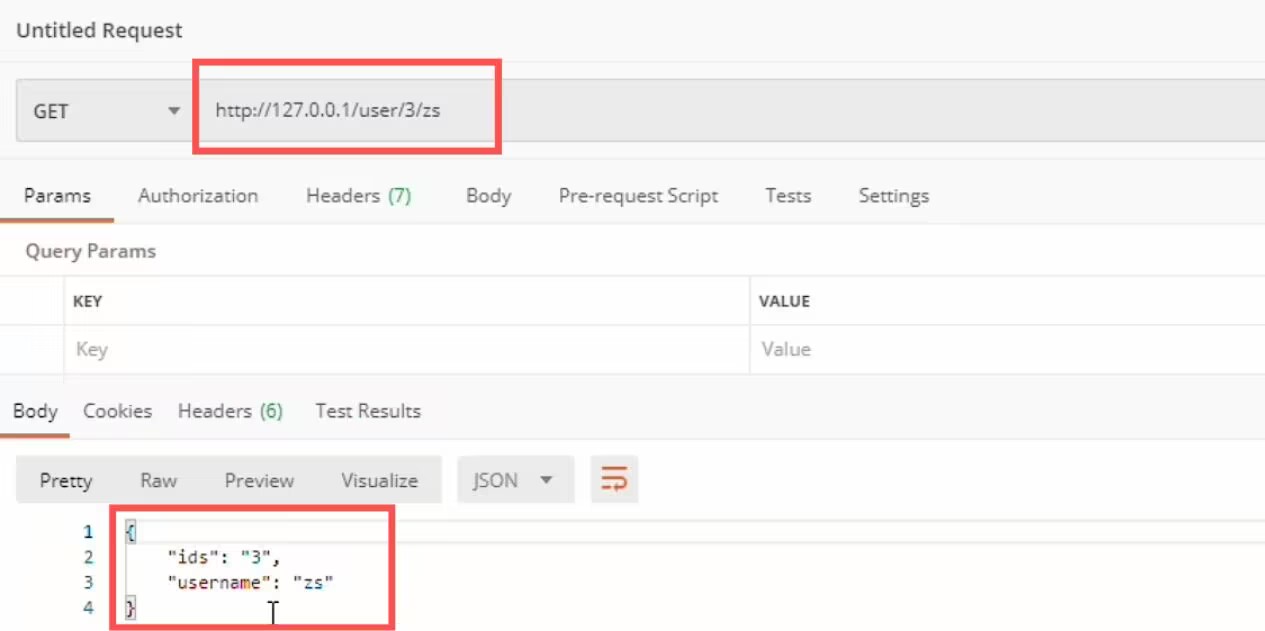 Untitled Request
GET http://127.0.0.1/user/3/zs
Params Authorization Headers (7) Body Pre-request Script Tests Settings
Query Params
KEY VALUE
Key Value
Body Cookies Headers (6) Test Results
Pretty Raw Preview Visualize JSON
1 {
2 "ids": "3",
3 "username": "zs"
4 }